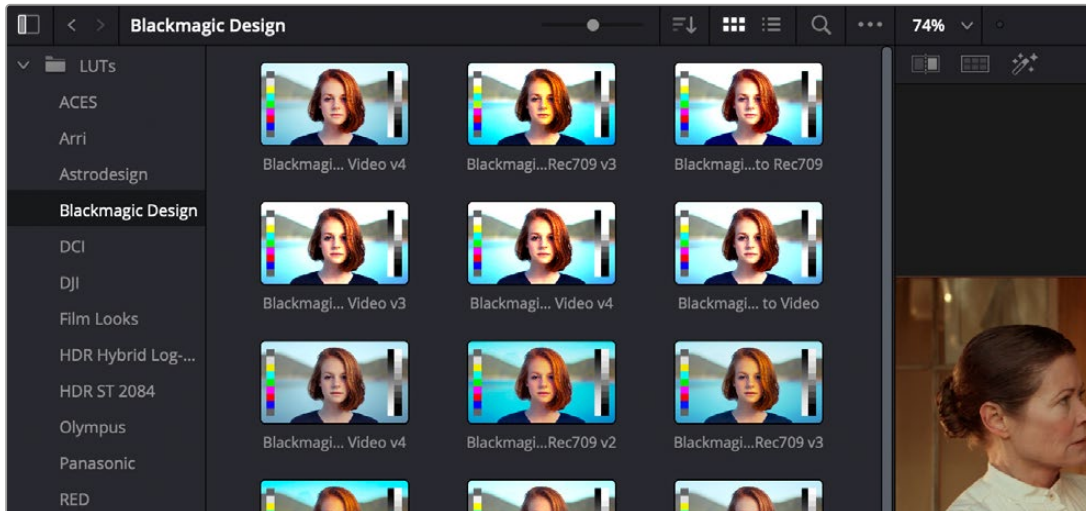 Blackmagic Design
74%
LUTs
ACES
Arri
Astrodesign
Blackmagic Design
DCI
DJI
Film Looks
HDR Hybrid Log-...
HDR ST 2084
Olympus
Panasonic
RED
Blackmagi... Video v4
Blackmagi...Rec709 v3
Blackmagi...to Rec709
Blackmagi... Video v3
Blackmagi... Video v4
Blackmagi... to Video
Blackmagi... Video v4
Blackmagi...Rec709 v2
Blackmagi...Rec709 v3